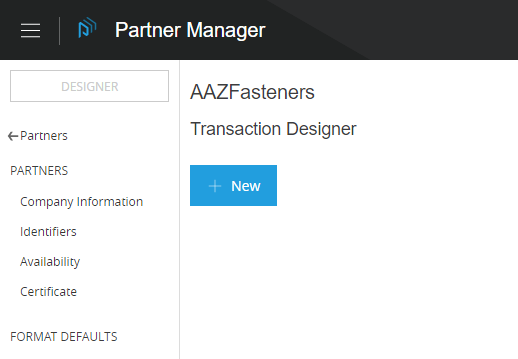 Partner Manager
DESIGNER
Partners
PARTNERS
Company Information
Identifiers
Availability
Certificate
FORMAT DEFAULTS
AAZFasteners
Transaction Designer
New